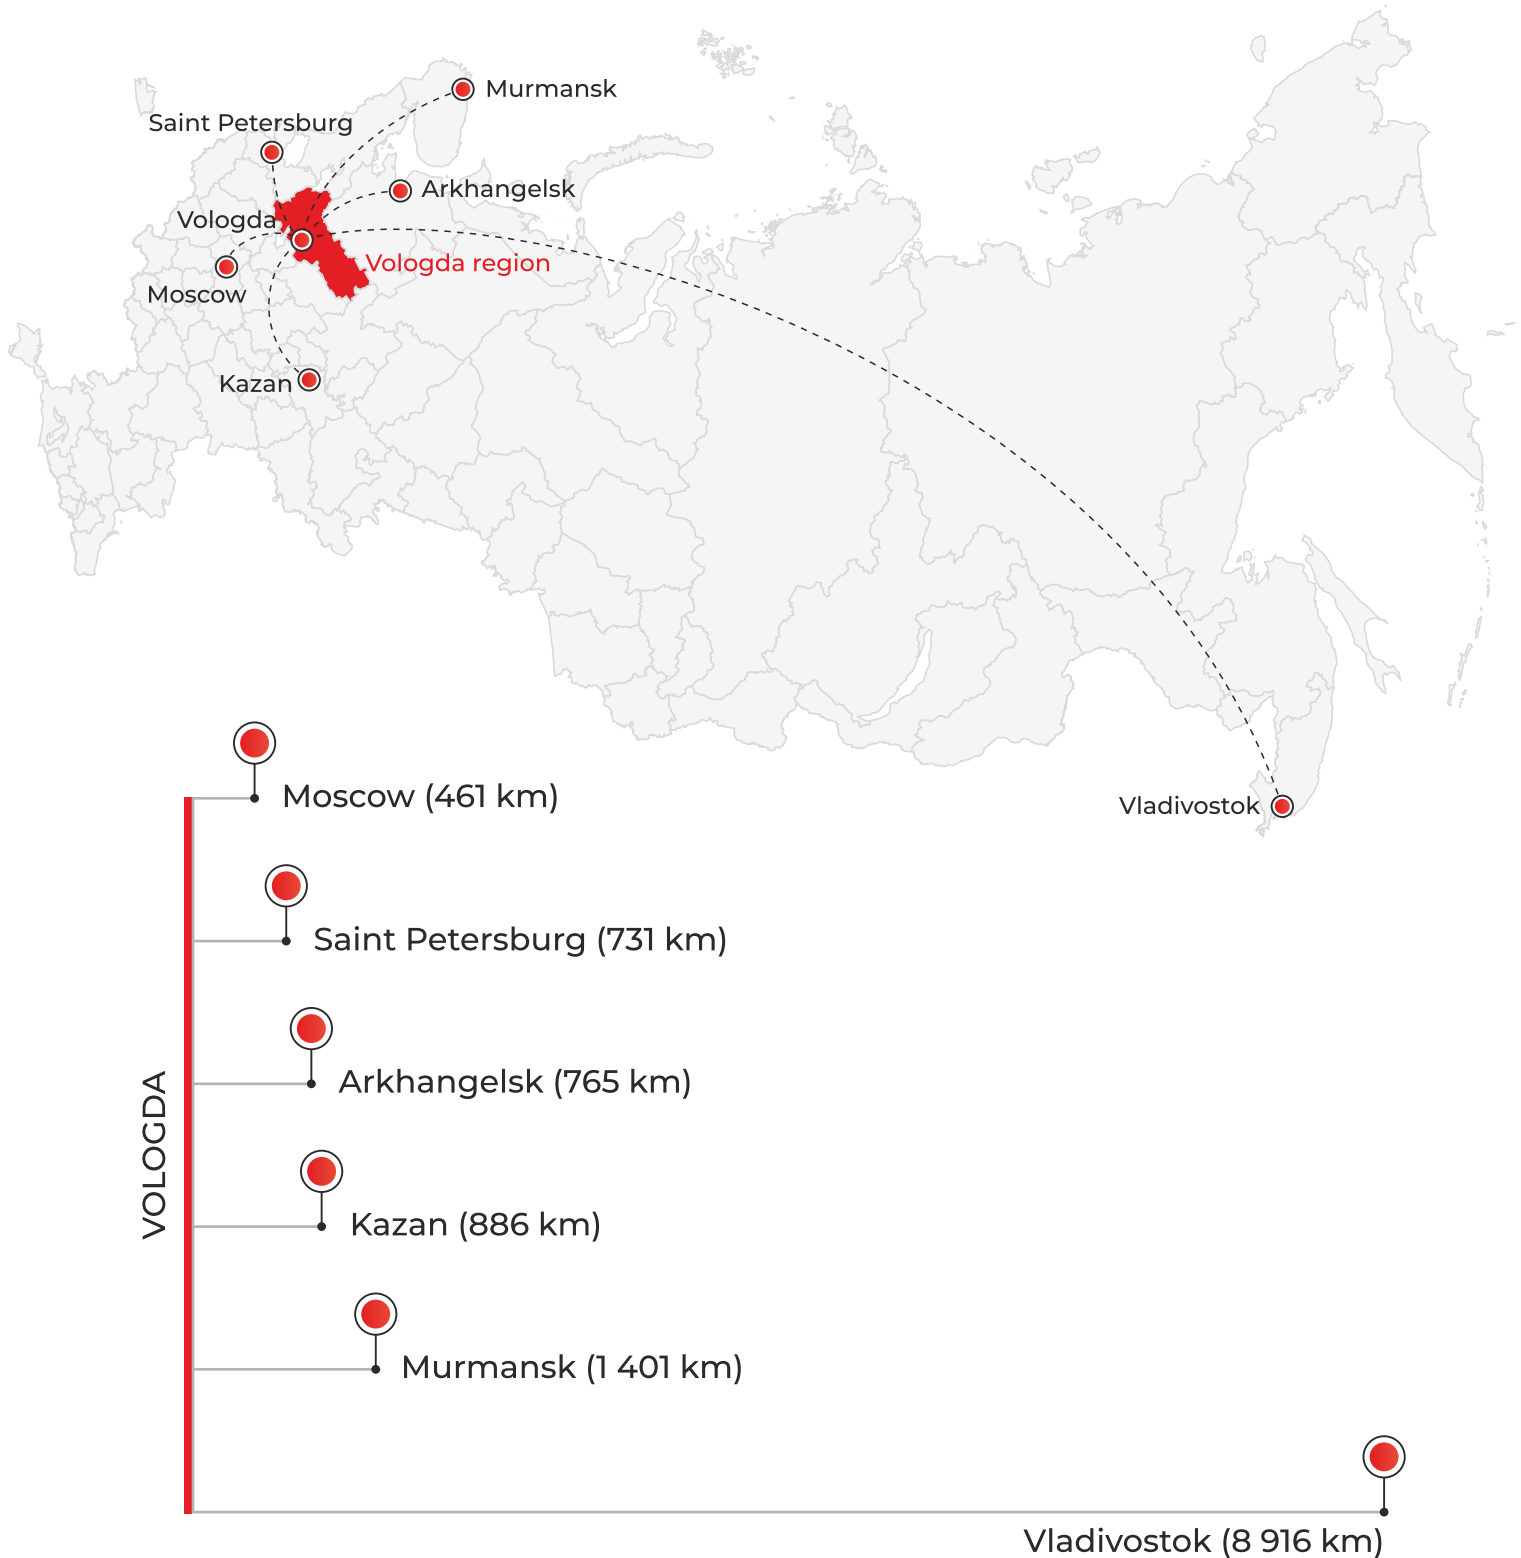 Murmansk
Saint Petersburg
Arkhangelsk
Vologda
Vologda region
Moscow
Kazan
Vladivostok
VOLOGDA
Moscow (461 km)
Saint Petersburg (731 km)
Arkhangelsk (765 km)
Kazan (886 km)
Murmansk (1 401 km)
Vladivostok (8 916 km)